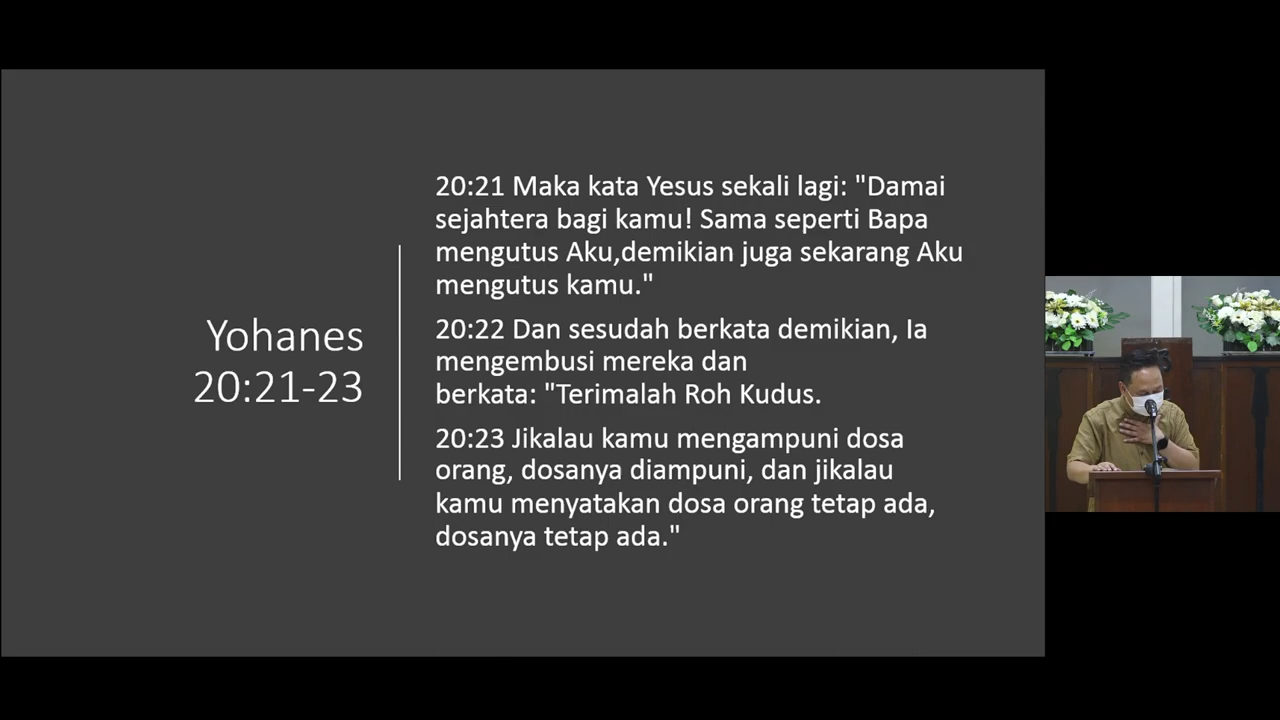 Yohanes
20:21-23
20:21 Maka kata Yesus sekali lagi: "Damai
sejahtera bagi kamu! Sama seperti Bapa
mengutus Aku,demikian juga sekarang Aku
mengutus kamu."
20:22 Dan sesudah berkata demikian, Ia
mengembusi mereka dan
berkata: "Terimalah Roh Kudus.
20:23 Jikalau kamu mengampuni dosa
orang, dosanya diampuni, dan jikalau
kamu menyatakan dosa orang tetap ada,
dosanya tetap ada."